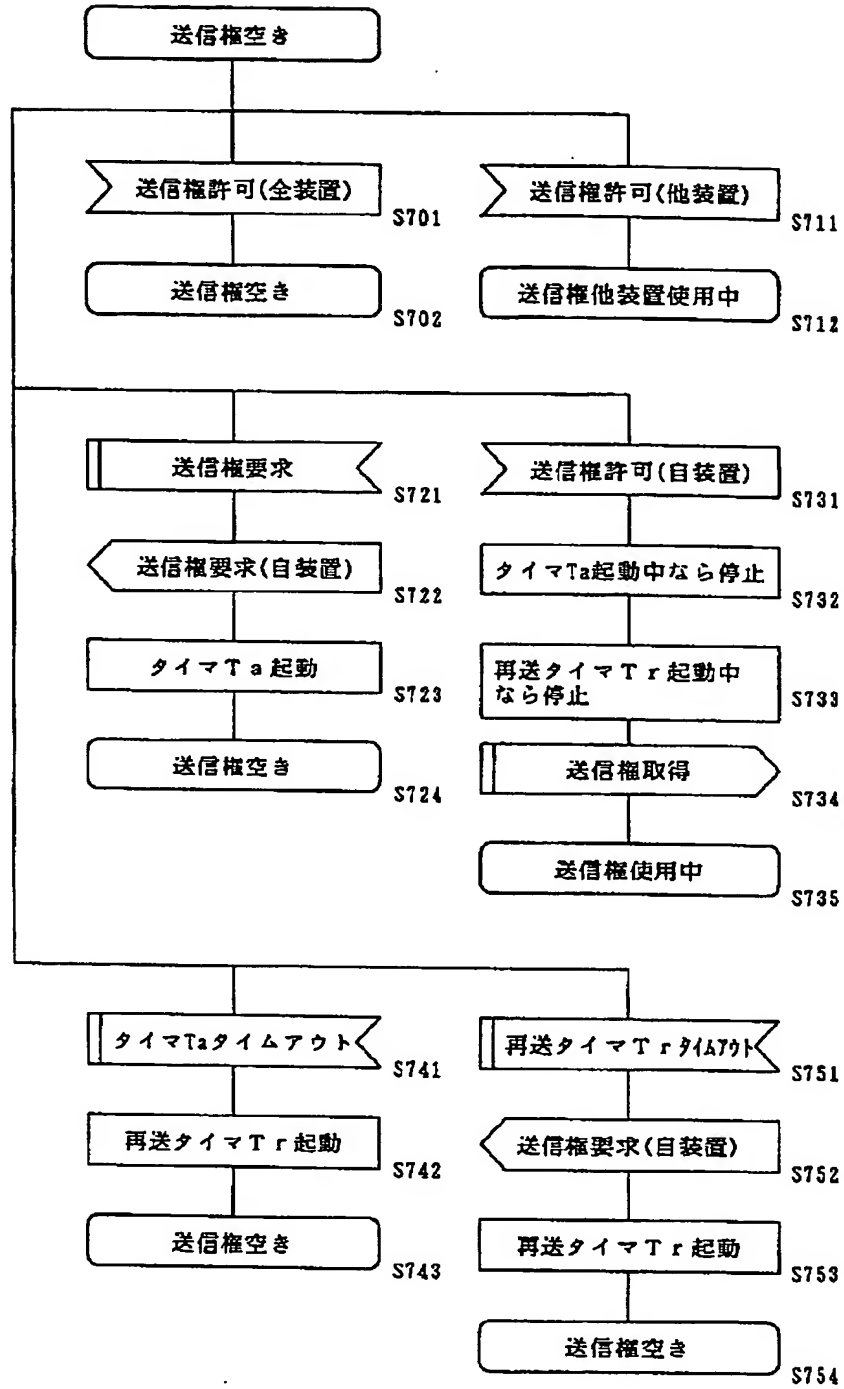 送信権空き
送信権許可(全装置)
S701
送信権空き
S702
送信権許可(他装置)
S711
送信権他装置使用中
S712
送信権要求
S721
送信権要求(自装置)
S722
タイマTa起動
S723
送信権空き
S724
送信権許可(自装置)
S731
タイマTa起動中なら停止
S732
再送タイマTr起動中
なら停止
S733
送信権取得
S734
送信権使用中
S735
タイマTaタイムアウト
S741
再送タイマTr起動
S742
送信権空き
S743
再送タイマTrタイムアウト
S751
送信権要求(自装置)
S752
再送タイマTr起動
S753
送信権空き
S754